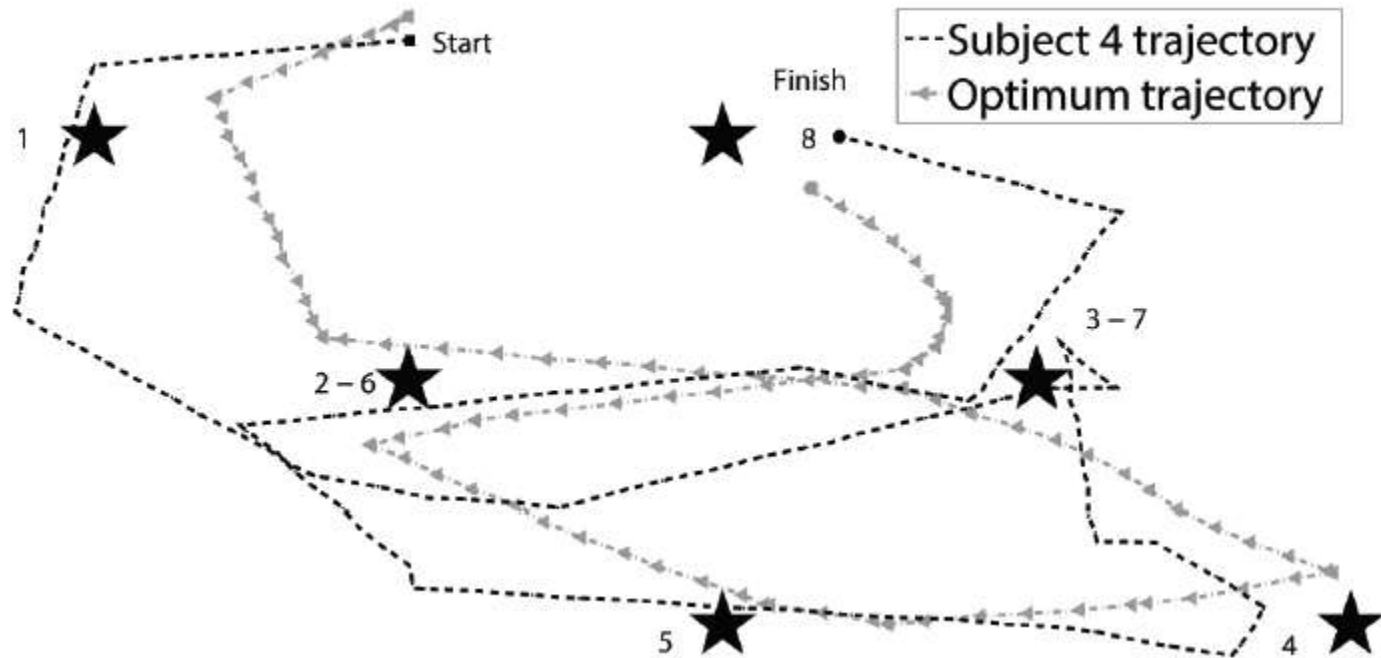 Start
Subject 4 trajectory
Optimum trajectory
Finish
1
8
3 – 7
2 – 6
5
4